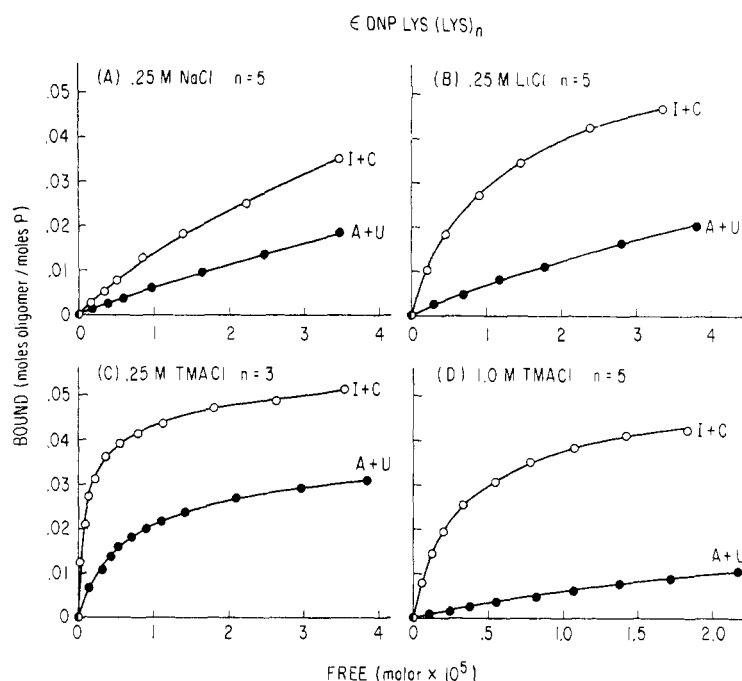 ϵ DNP LYS (LYS)n
(A) .25 M NaCl n=5
(B) .25 M LiCl n=5
.05
.04
.03
.02
.01
0
I+C
A+U
I+C
A+U
0 1 2 3 4
0 1 2 3 4
(C) .25 M TMACl n=3
(D) 1.0 M TMACl n=5
.05
.04
.03
.02
.01
0
I+C
A+U
I+C
A+U
0 1 2 3 4
0 .5 1.0 1.5 2.0
BOUND (moles oligomer / moles P)
FREE (molar × 10⁵)